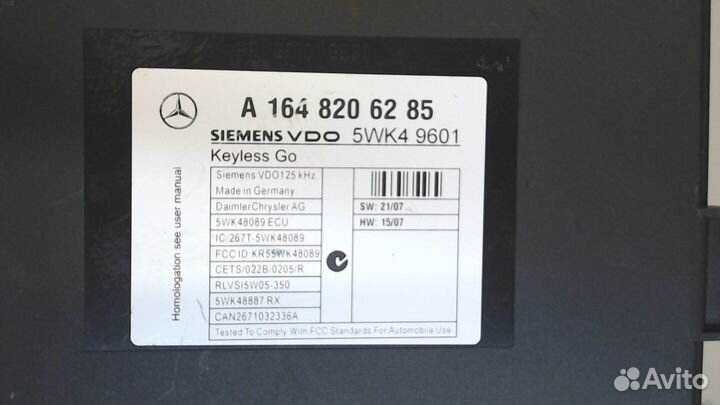 A 164 820 62 85
SIEMENS VDO 5WK4 9601
Keyless Go
Homologation see user manual
Siemens VDO125 kHz
Made in Germany
DaimlerChrysler AG
5WK48089 ECU
IC:267T-5WK48089
FCC ID: KR55WK48089
CETS/022B/0205/R
RLVSI5W05-350
5WK48887 RX
CAN2671032336A
SW: 21/07
HW: 15/07
Tested To Comply With FCC Standards For Automobile Use
Avito